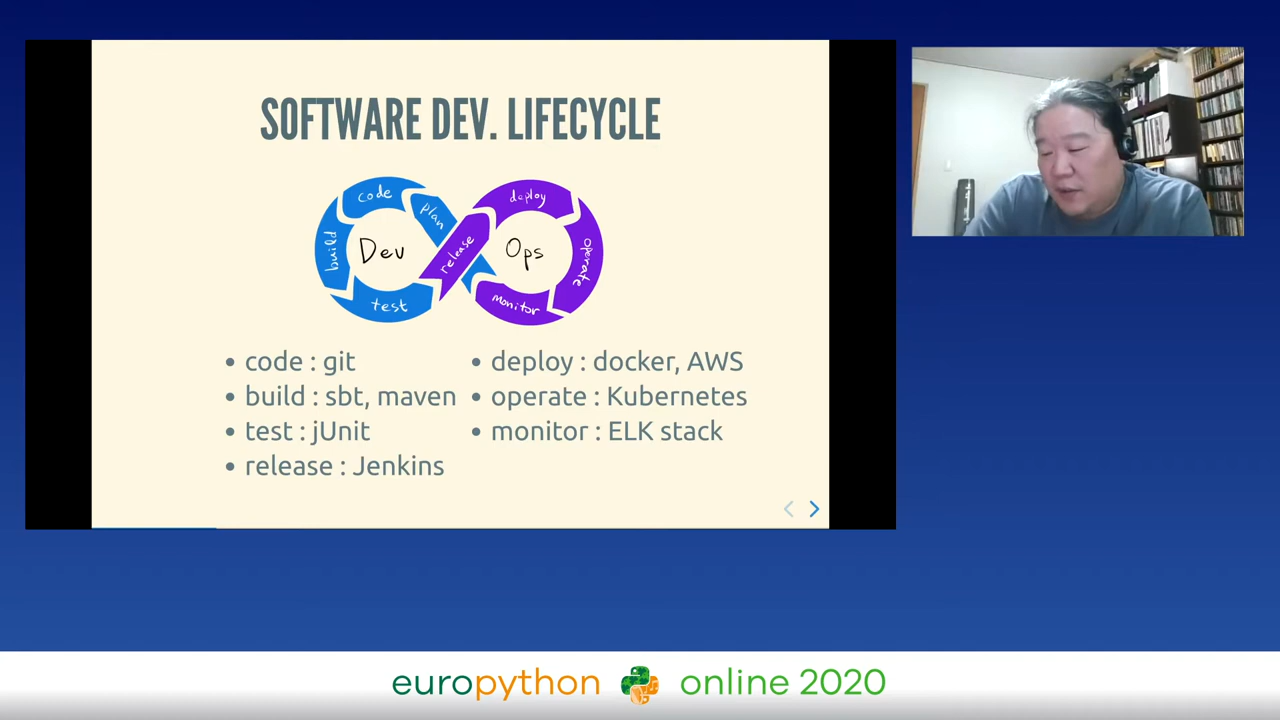 SOFTWARE DEV. LIFECYCLE
code
plan
build
Dev
test
release
deploy
Ops
operate
monitor
• code : git
• build : sbt, maven
• test : jUnit
• release : Jenkins
• deploy : docker, AWS
• operate : Kubernetes
• monitor : ELK stack
europython online 2020